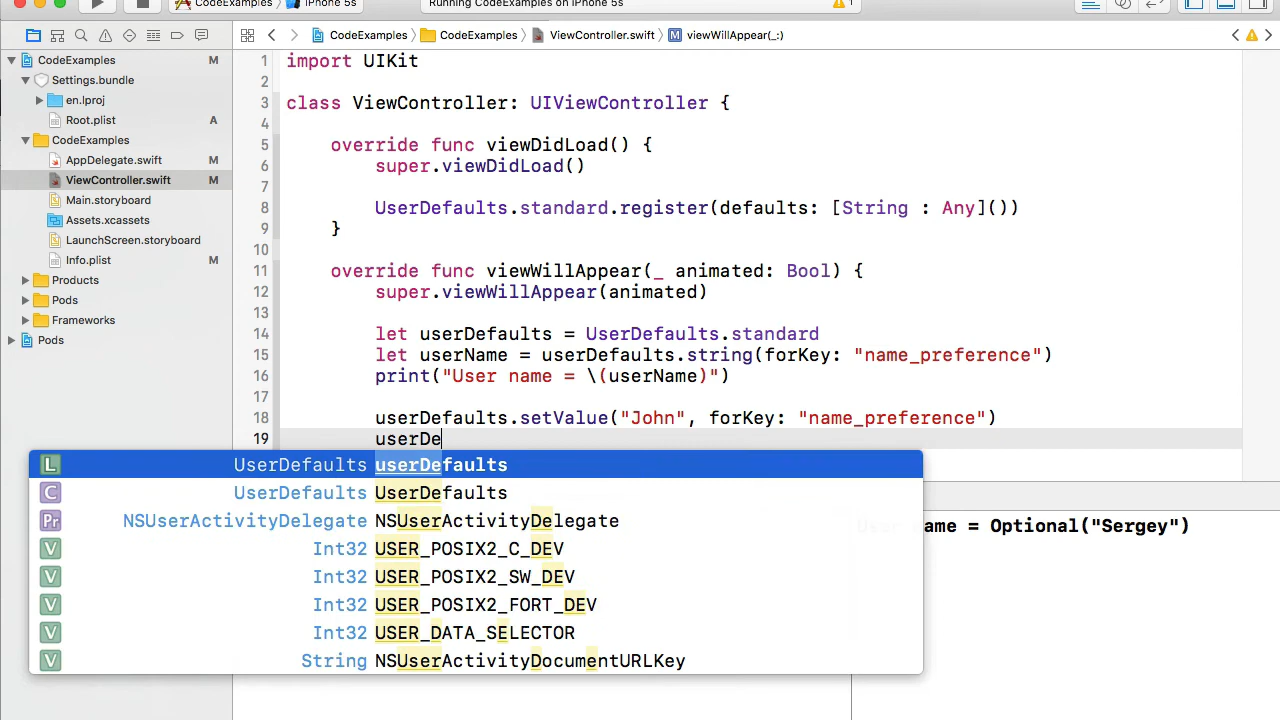 CodeExamples iPhone 5s
Running CodeExamples on iPhone 5s
1
CodeExamples CodeExamples ViewController.swift M viewWillAppear(_:)
CodeExamples M
Settings.bundle
en.lproj
Root.plist A
CodeExamples
AppDelegate.swift M
ViewController.swift M
Main.storyboard
Assets.xcassets
LaunchScreen.storyboard
Info.plist M
Products
Pods
Frameworks
Pods
1 import UIKit
2
3 class ViewController: UIViewController {
4
5 override func viewDidLoad() {
6 super.viewDidLoad()
7
8 UserDefaults.standard.register(defaults: [String : Any]())
9 }
10
11 override func viewWillAppear(_ animated: Bool) {
12 super.viewWillAppear(animated)
13
14 let userDefaults = UserDefaults.standard
15 let userName = userDefaults.string(forKey: "name_preference")
16 print("User name = \(userName)")
17
18 userDefaults.setValue("John", forKey: "name_preference")
19 userDe
L UserDefaults userDefaults
C UserDefaults UserDefaults
Pr NSUserActivityDelegate NSUserActivityDelegate
V Int32 USER_POSIX2_C_DEV
V Int32 USER_POSIX2_SW_DEV
V Int32 USER_POSIX2_FORT_DEV
V Int32 USER_DATA_SELECTOR
V String NSUserActivityDocumentURLKey
User name = Optional("Sergey")